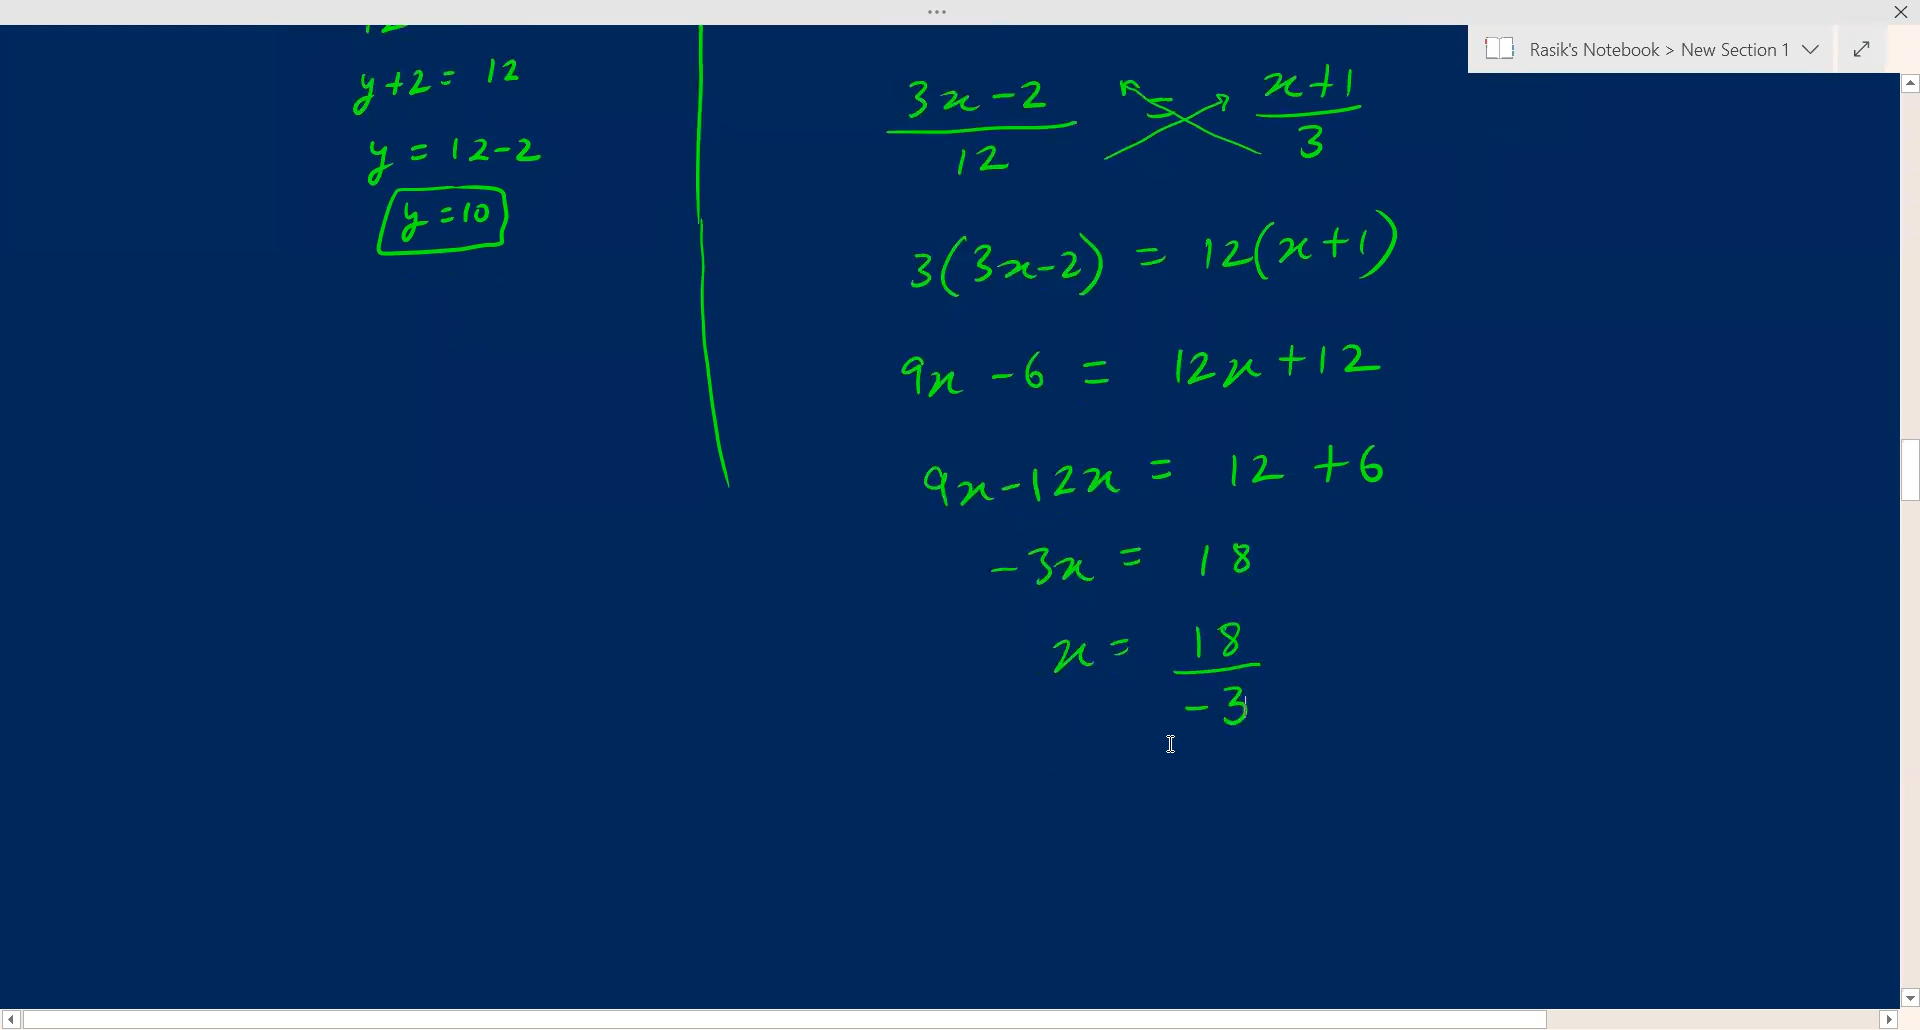 Rasik's Notebook > New Section 1
y+2 = 12
y = 12-2
y = 10
3x-2 / 12 = x+1 / 3
3(3x-2) = 12(x+1)
9x - 6 = 12x+12
9x-12x = 12 +6
-3x = 18
x = 18 / -3